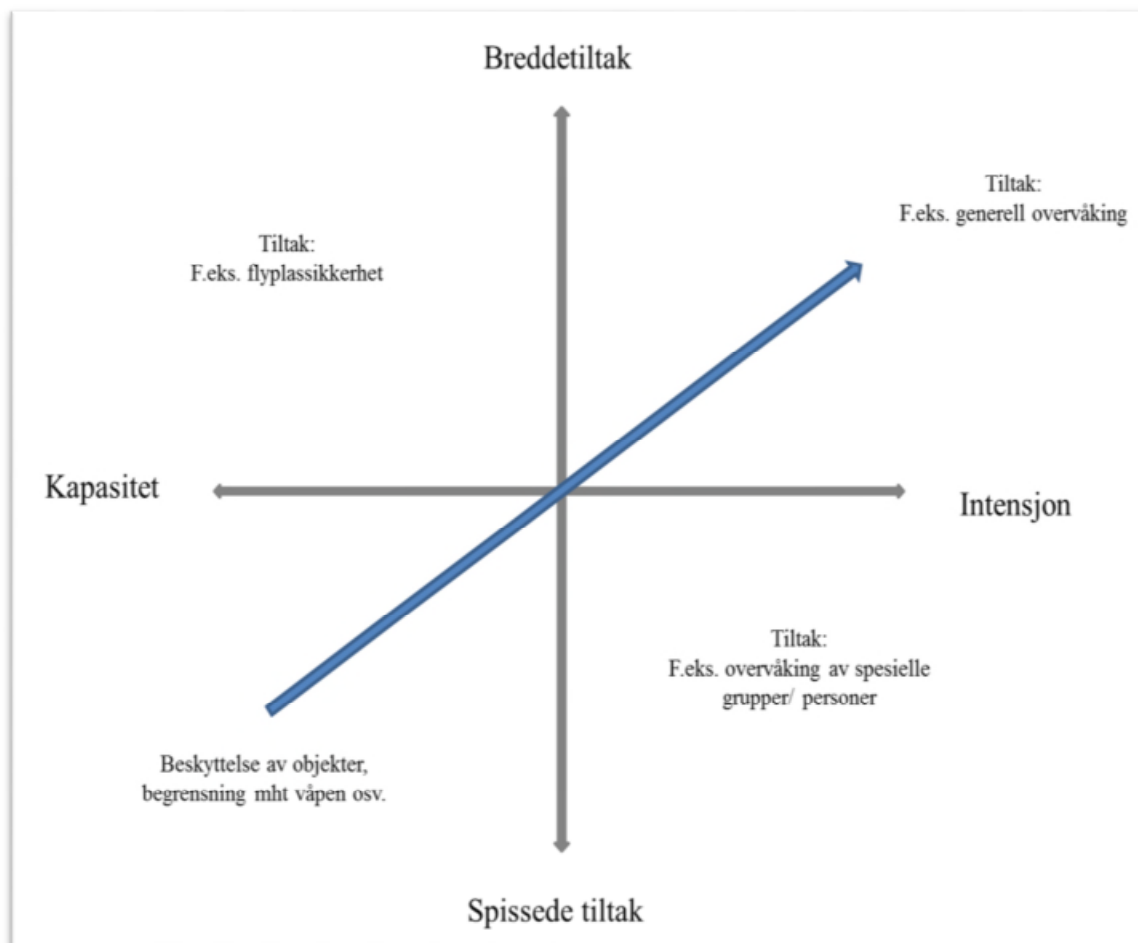 Breddetiltak
Tiltak:
F.eks. generell overvåking
Tiltak:
F.eks. flyplassikkerhet
Kapasitet
Intensjon
Tiltak:
F.eks. overvåking av spesielle
grupper/ personer
Beskyttelse av objekter,
begrensning mht våpen osv.
Spissede tiltak